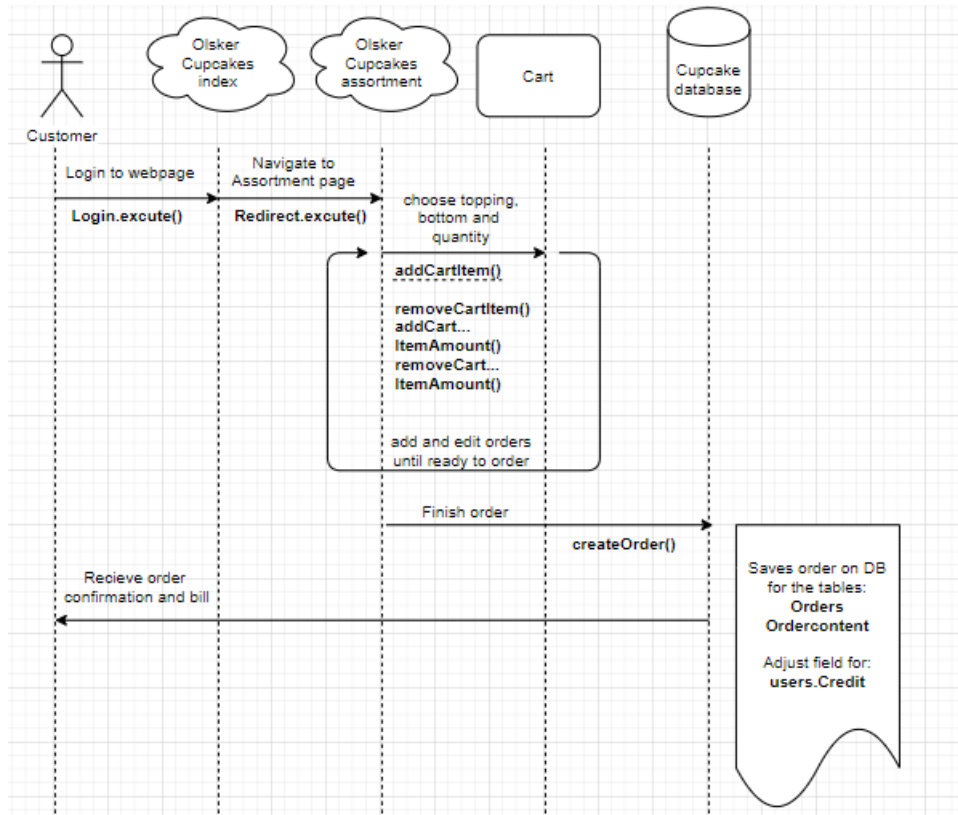 Olsker
Cupcakes
index
Olsker
Cupcakes
assortment
Cart
Cupcake
database
Customer
Login to webpage
Navigate to
Assortment page
Login.excute()
Redirect.excute()
choose topping,
bottom and
quantity
addCartItem()
removeCartItem()
addCart...
ItemAmount()
removeCart...
ItemAmount()
add and edit orders
until ready to order
Finish order
createOrder()
Recieve order
confirmation and bill
Saves order on DB
for the tables:
Orders
Ordercontent
Adjust field for:
users.Credit